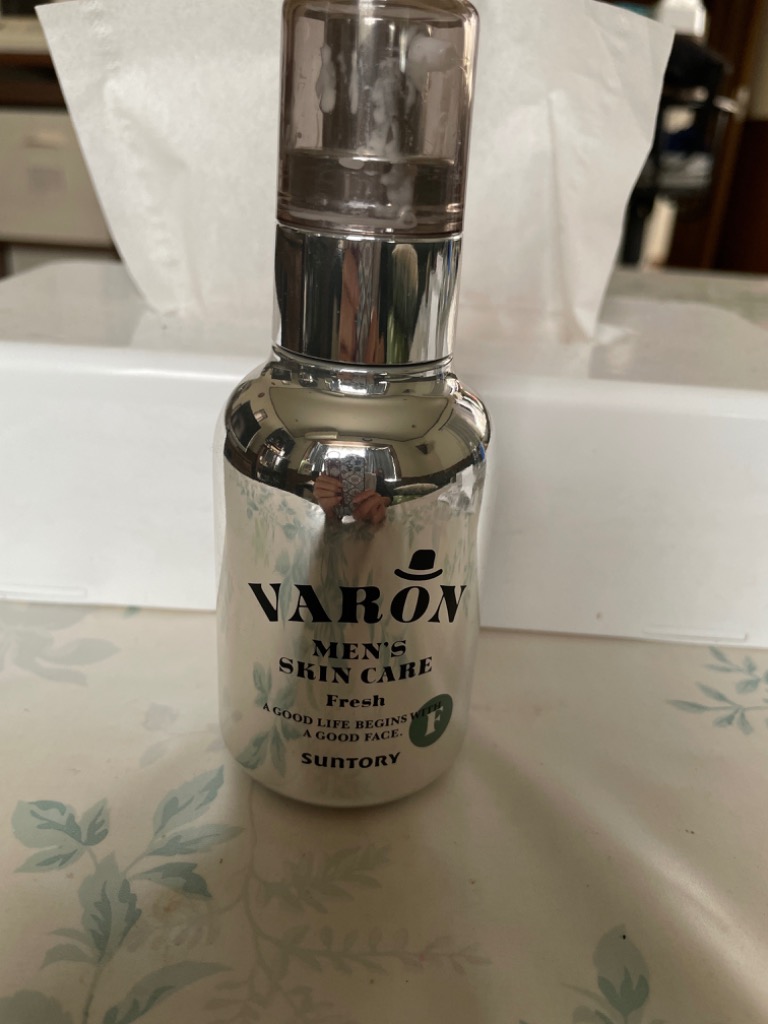 VARON
MEN'S
SKIN CARE
Fresh
A GOOD LIFE BEGINS WITH
A GOOD FACE.
F
SUNTORY